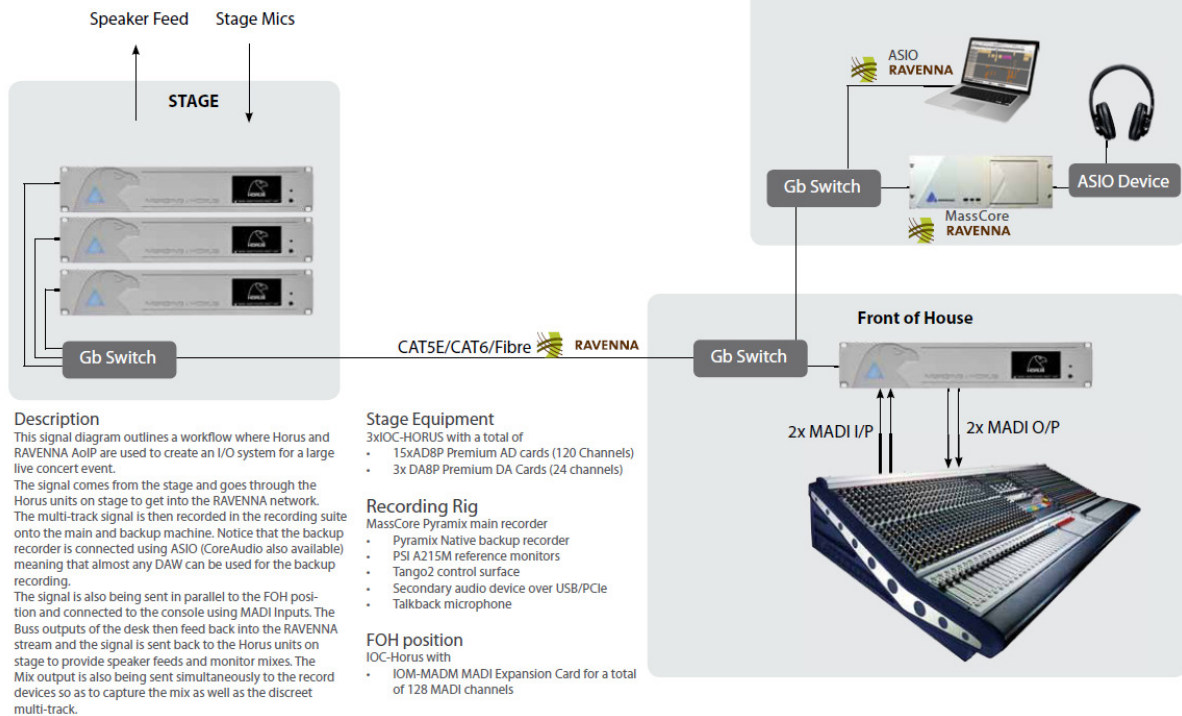 Speaker Feed
Stage Mics
STAGE
HORUS
HORUS
HORUS
Gb Switch
CAT5E/CAT6/Fibre
RAVENNA
ASIO
RAVENNA
Gb Switch
MassCore
RAVENNA
ASIO Device
Front of House
Gb Switch
HORUS
2x MADI I/P
2x MADI O/P
Description
This signal diagram outlines a workflow where Horus and
RAVENNA AoIP are used to create an I/O system for a large
live concert event.
The signal comes from the stage and goes through the
Horus units on stage to get into the RAVENNA network.
The multi-track signal is then recorded in the recording suite
onto the main and backup machine. Notice that the backup
recorder is connected using ASIO (CoreAudio also available)
meaning that almost any DAW can be used for the backup
recording.
The signal is also being sent in parallel to the FOH posi-
tion and connected to the console using MADI Inputs. The
Buss outputs of the desk then feed back into the RAVENNA
stream and the signal is sent back to the Horus units on
stage to provide speaker feeds and monitor mixes. The
Mix output is also being sent simultaneously to the record
devices so as to capture the mix as well as the discreet
multi-track.
Stage Equipment
3xIOC-HORUS with a total of
• 15xAD8P Premium AD cards (120 Channels)
• 3x DA8P Premium DA Cards (24 channels)
Recording Rig
MassCore Pyramix main recorder
• Pyramix Native backup recorder
• PSI A215M reference monitors
• Tango2 control surface
• Secondary audio device over USB/PCIe
• Talkback microphone
FOH position
IOC-Horus with
• IOM-MADM MADI Expansion Card for a total
of 128 MADI channels